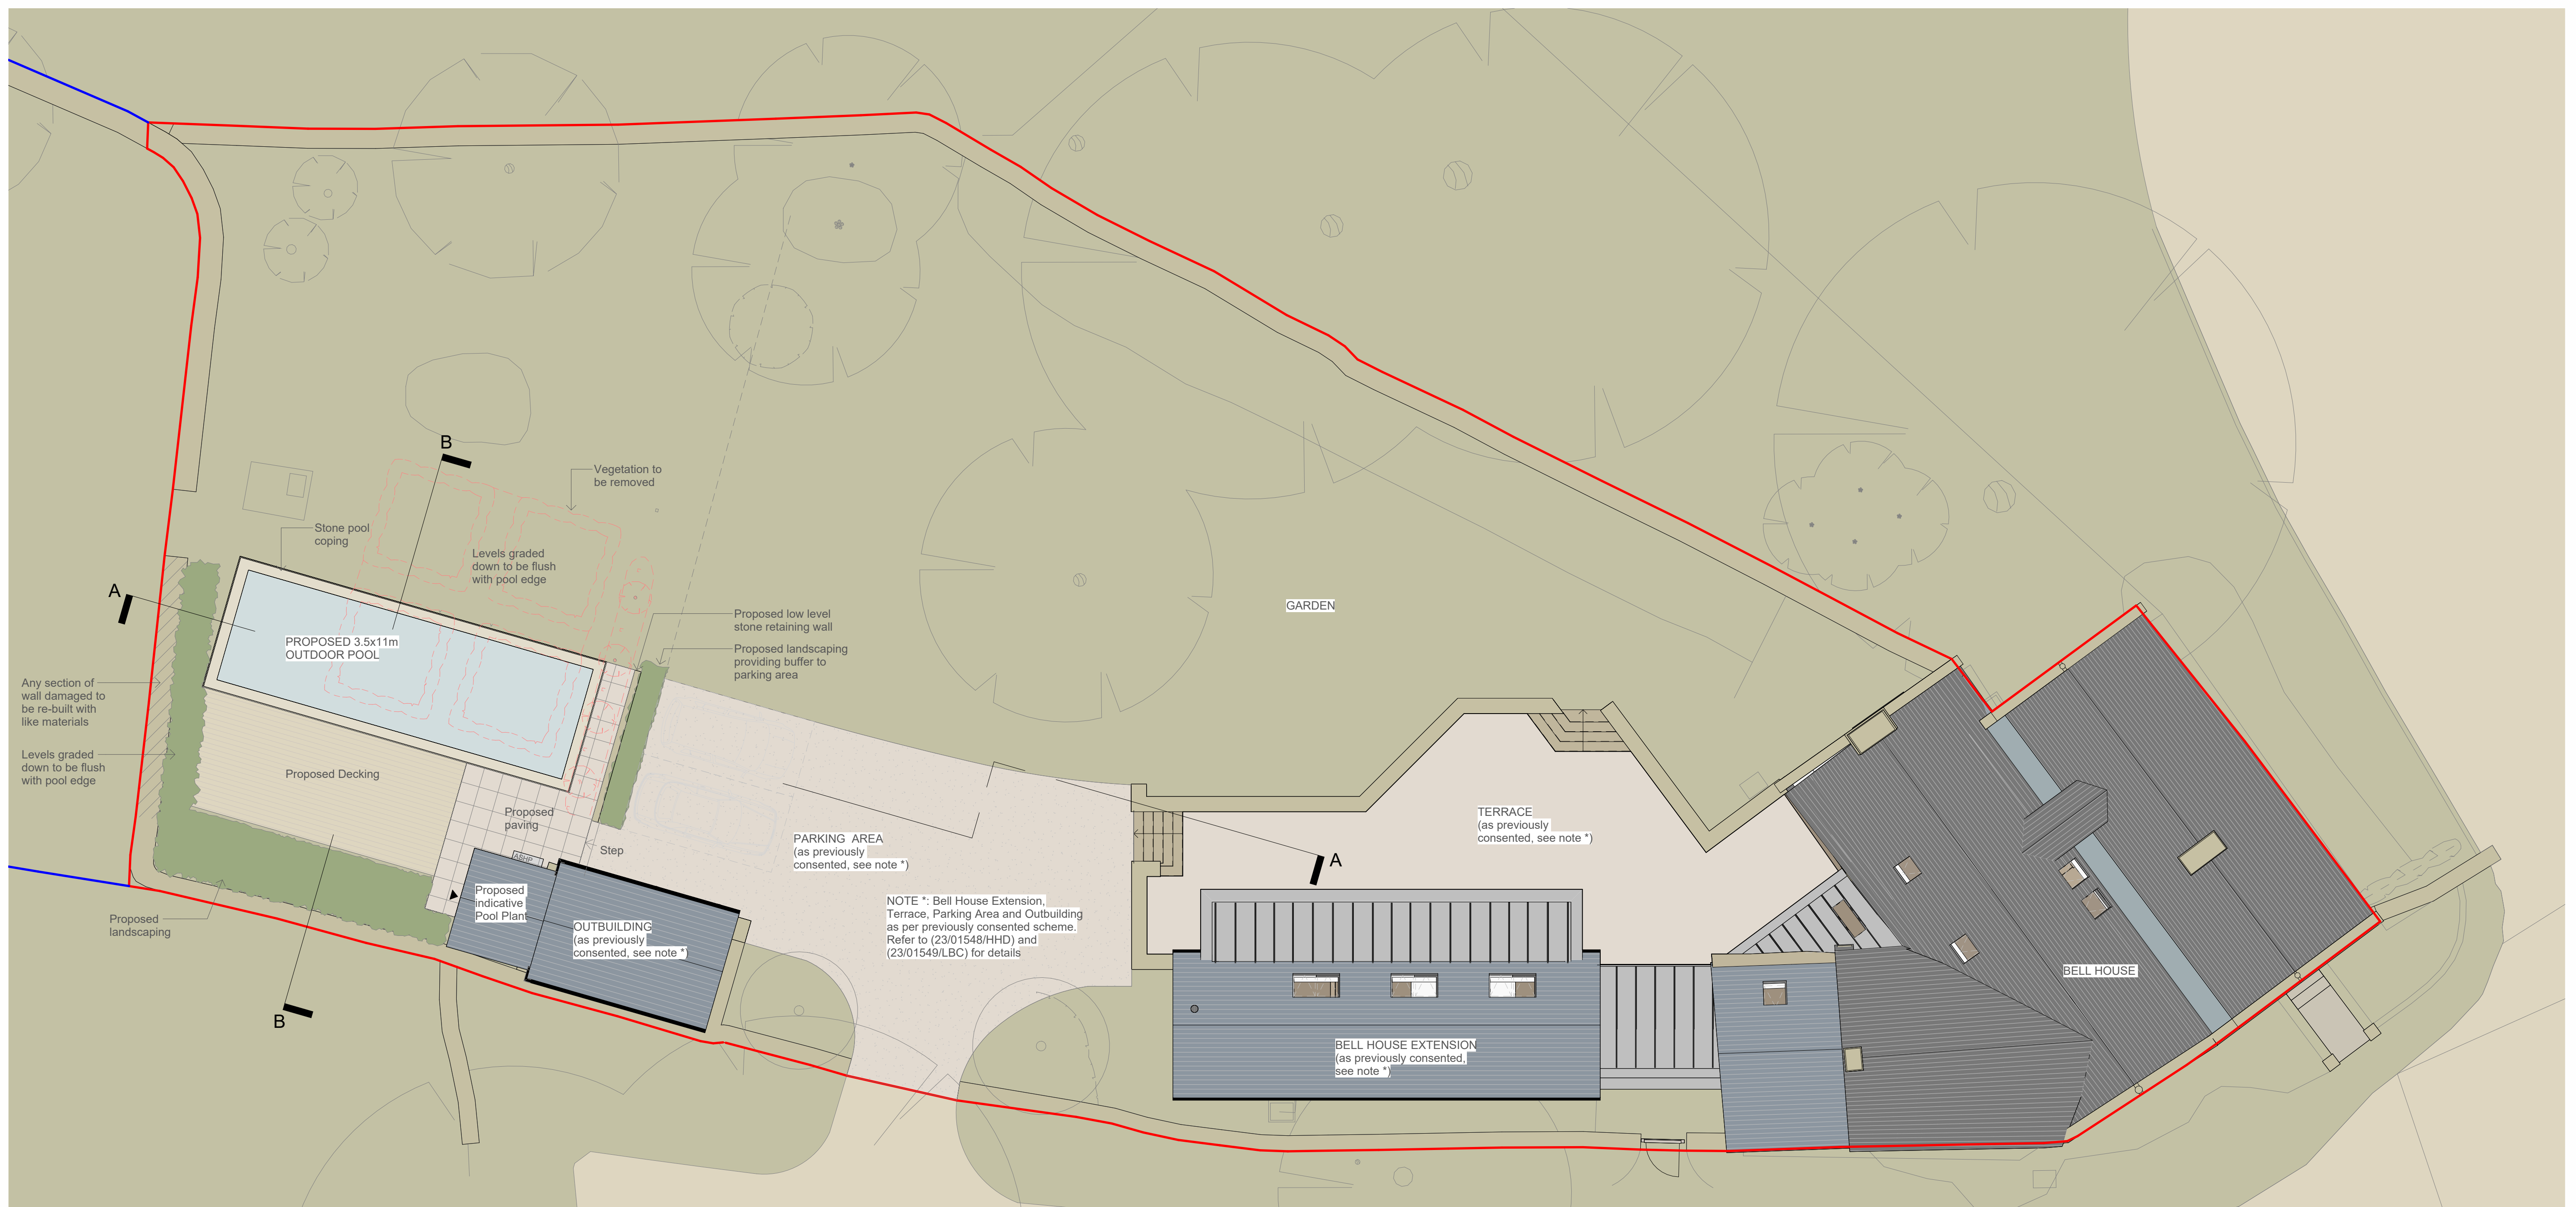 B
Vegetation to
be removed
Stone pool
coping
Levels graded
down to be flush
with pool edge
A
PROPOSED 3.5x11m
OUTDOOR POOL
Proposed low level
stone retaining wall
Proposed landscaping
providing buffer to
parking area
GARDEN
Any section of
wall damaged to
be re-built with
like materials
Levels graded
down to be flush
with pool edge
Proposed Decking
Proposed
paving
Step
ASHP
PARKING AREA
(as previously
consented, see note *)
TERRACE
(as previously
consented, see note *)
A
Proposed
indicative
Pool Plant
OUTBUILDING
(as previously
consented, see note *)
NOTE *: Bell House Extension,
Terrace, Parking Area and Outbuilding
as per previously consented scheme.
Refer to (23/01548/HHD) and
(23/01549/LBC) for details
Proposed
landscaping
BELL HOUSE
B
BELL HOUSE EXTENSION
(as previously consented,
see note *)